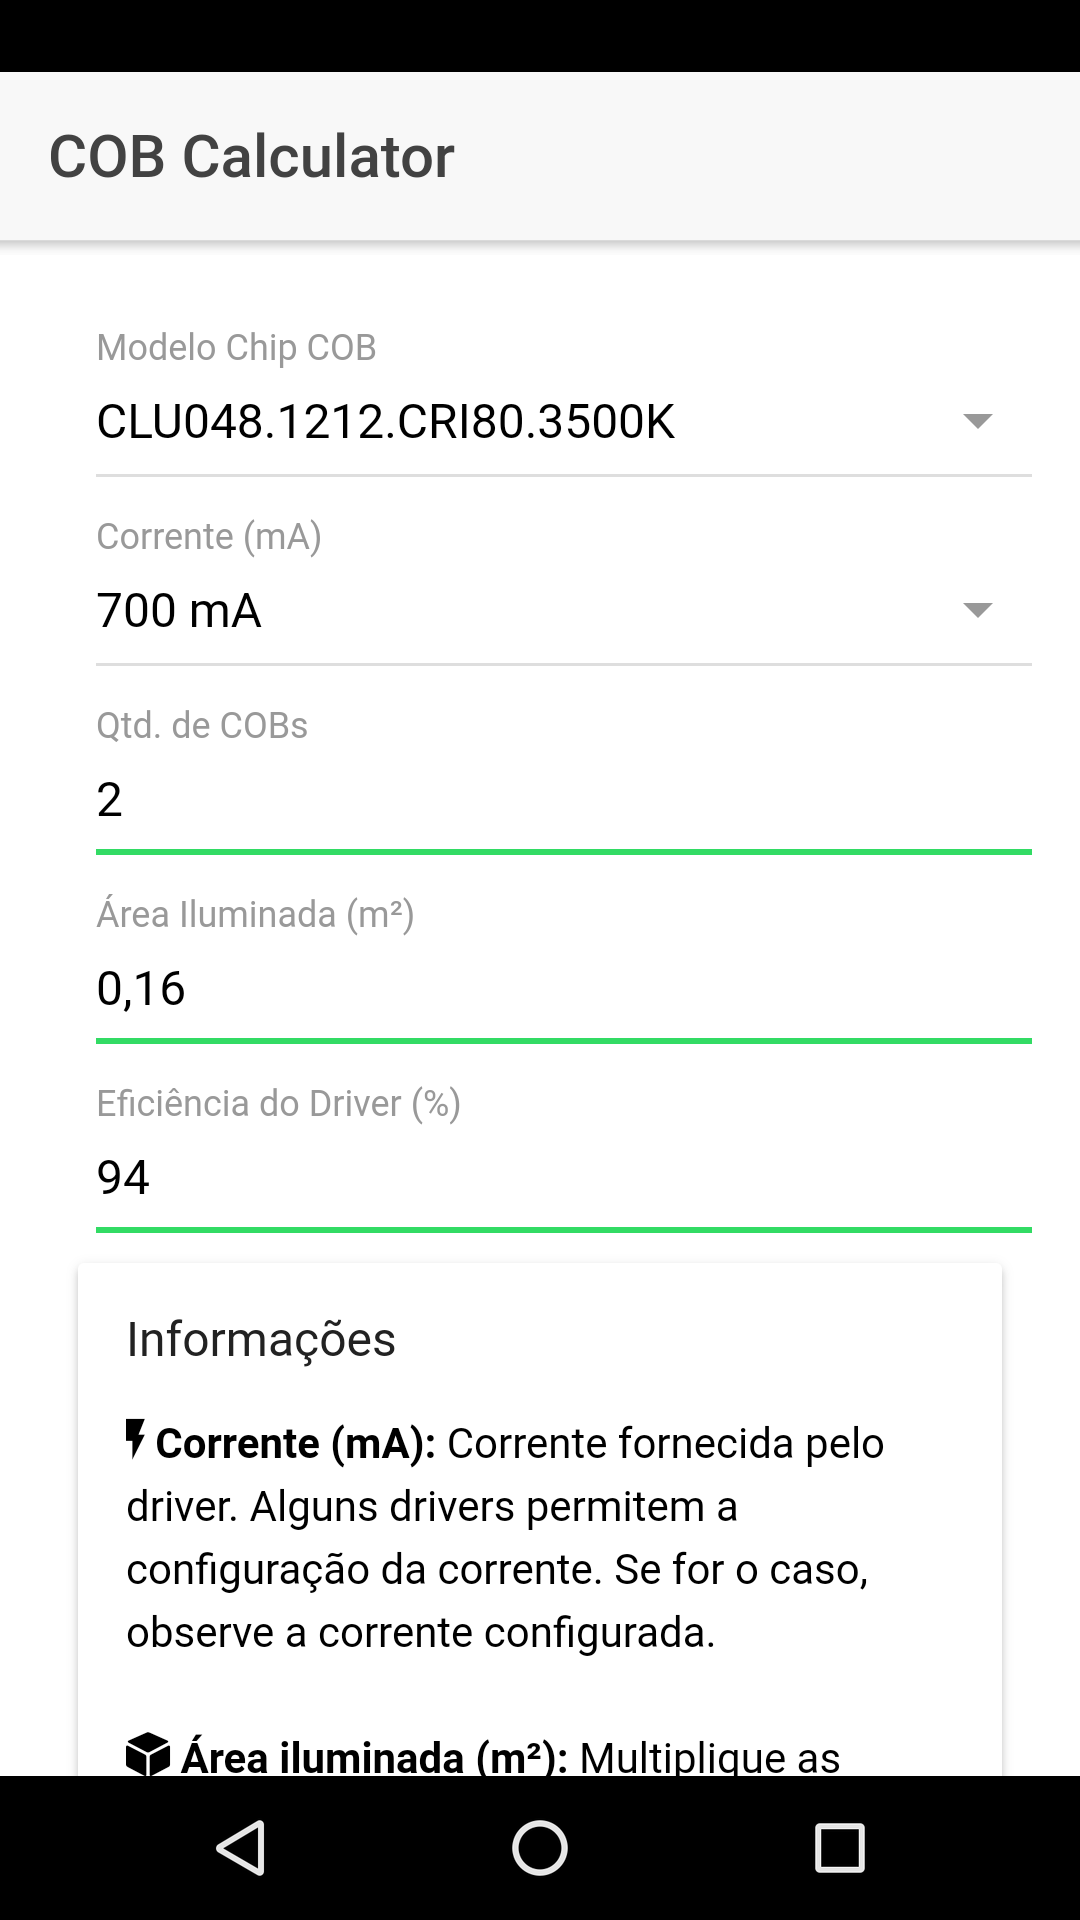 COB Calculator
Modelo Chip COB
CLU048.1212.CRI80.3500K
Corrente (mA)
700 mA
Qtd. de COBs
2
Área Iluminada (m²)
0,16
Eficiência do Driver (%)
94
Informações
Corrente (mA): Corrente fornecida pelo
driver. Alguns drivers permitem a
configuração da corrente. Se for o caso,
observe a corrente configurada.
Área iluminada (m²): Multiplique as